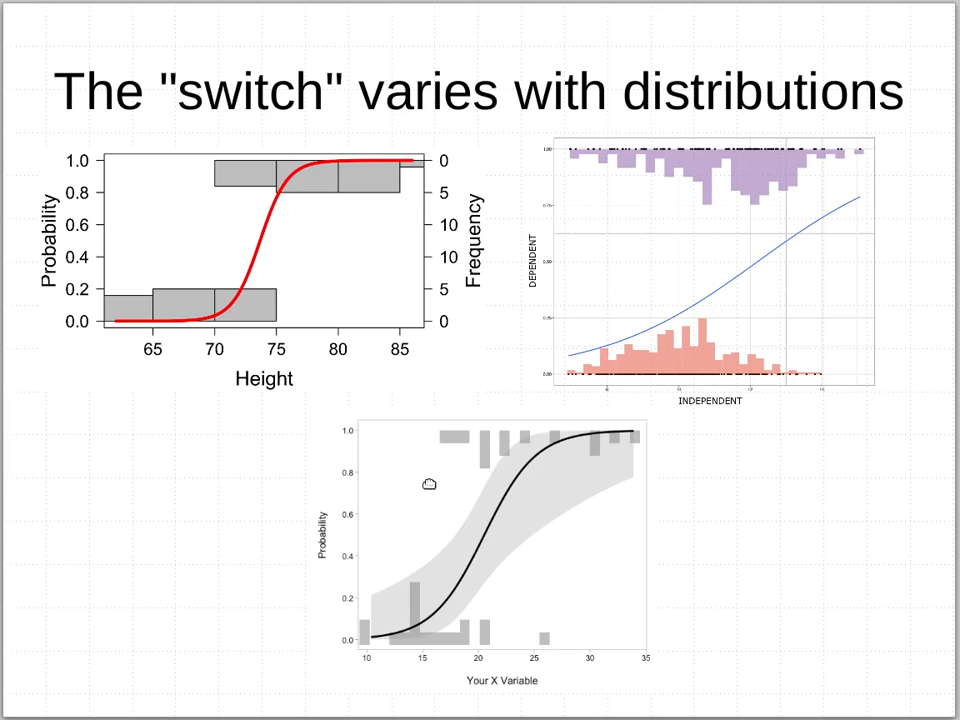 The "switch" varies with distributions
1.0
0.8
0.6
0.4
0.2
0.0
Probability
0
5
10
10
5
0
Frequency
65 70 75 80 85
Height
DEPENDENT
INDEPENDENT
1.0
0.8
0.6
0.4
0.2
0.0
Probability
10 15 20 25 30 35
Your X Variable